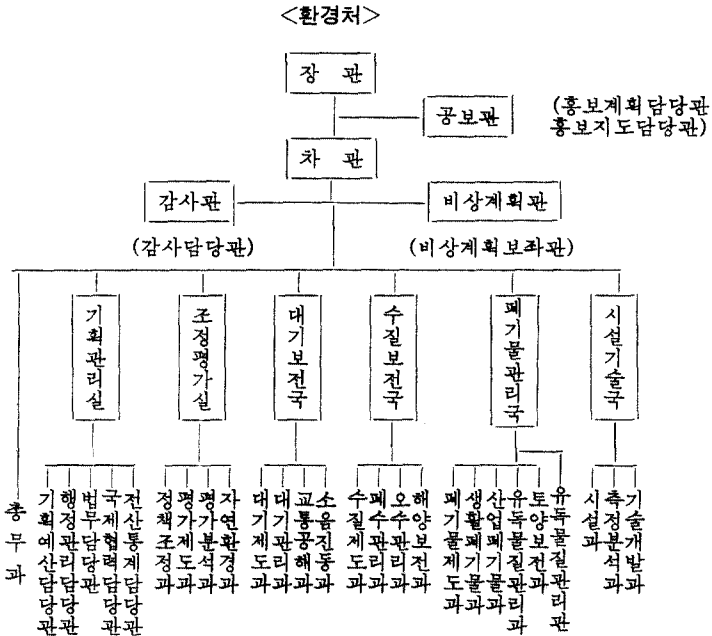 <환경처>
장 관
공보관
(홍보계획담당관
홍보지도담당관)
차 관
감사관
비상계획관
(감사담당관)
(비상계획보좌관)
기획관리실
조정평가실
대기보전국
수질보전국
폐기물관리국
시설기술국
총무과
기획예산담당관
행정관리담당관
법무담당관
국제협력담당관
전산통계담당관
정책조정과
평가제도과
평가분석과
자연환경과
대기제도과
대기관리과
교통공해과
소음진동과
수질제도과
폐수관리과
오수관리과
해양보전과
폐기물제도과
생활폐기물과
산업폐기물과
유독물질관리과
토양보전과
유독물질관리관
시설과
측정분석과
기술개발과